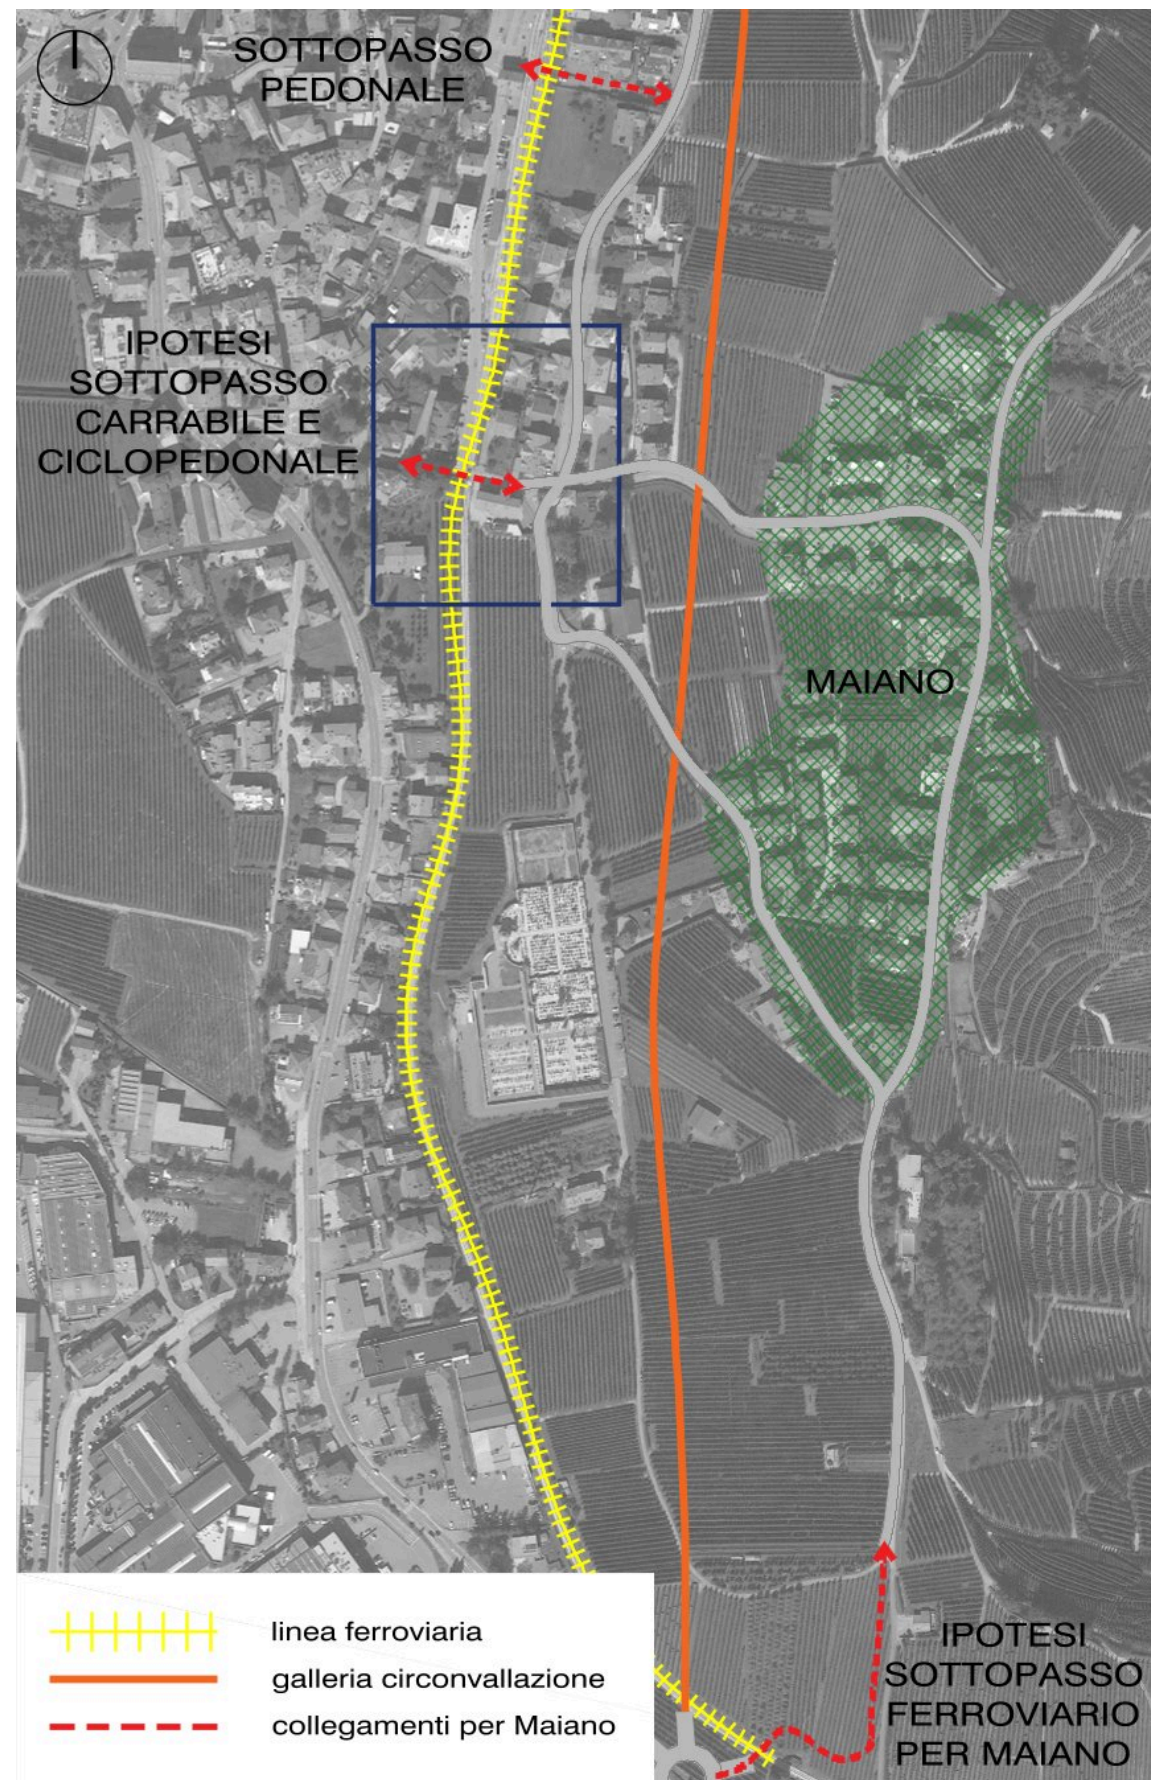 SOTTOPASSO
PEDONALE
IPOTESI
SOTTOPASSO
CARRABILE E
CICLOPEDONALE
MAIANO
linea ferroviaria
galleria circonvallazione
collegamenti per Maiano
IPOTESI
SOTTOPASSO
FERROVIARIO
PER MAIANO